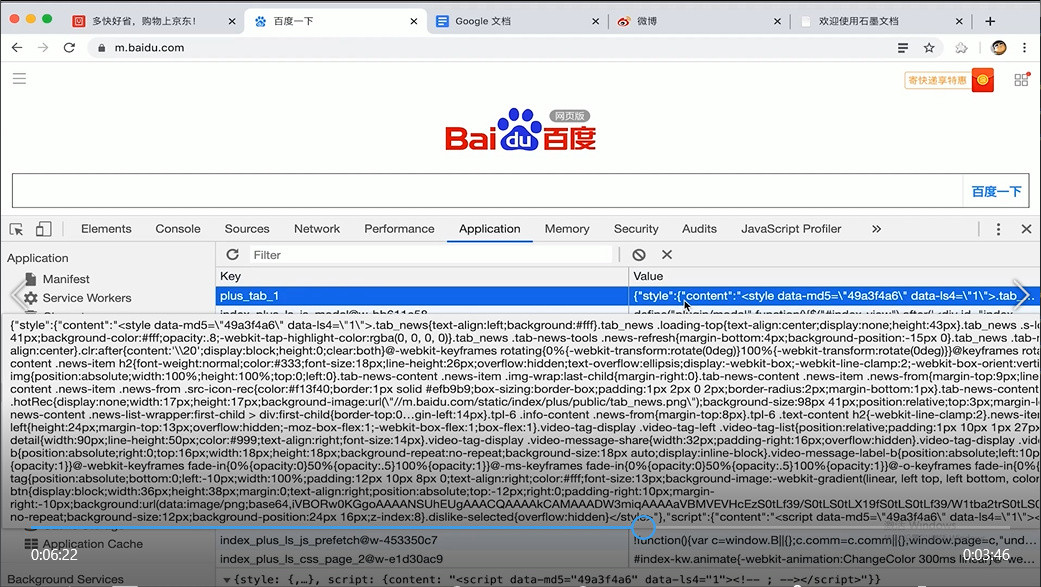 多快好省，购物上京东！
百度一下
Google 文档
微博
欢迎使用石墨文档
m.baidu.com
寄快递享特惠
网页版
Bai du 百度
百度一下
Elements Console Sources Network Performance Application Memory Security Audits JavaScript Profiler »
Application
Filter
Manifest
Key Value
Service Workers
plus_tab_1 {"style":{"content":"<style data-md5=\"49a3f4a6\" data-ls4=\"1\">.tab_…
{"style":{"content":"<style data-md5=\"49a3f4a6\" data-ls4=\"1\">.tab_news{text-align:left;background:#fff}.tab_news .loading-top{text-align:center;display:none;height:43px}.tab_news .s-lo
41px;background-color:#fff;opacity:.8;-webkit-tap-highlight-color:rgba(0, 0, 0, 0)}.tab_news .tab-news-tools .news-refresh{margin-bottom:4px;background-position:-15px 0}.tab_news .tab-n
align:center}.clr:after{content:'\\20';display:block;height:0;clear:both}@-webkit-keyframes rotating{0%{-webkit-transform:rotate(0deg)}100%{-webkit-transform:rotate(0deg)}}@keyframes rota
content .news-item h2{font-weight:normal;color:#333;font-size:18px;line-height:26px;overflow:hidden;text-overflow:ellipsis;display:-webkit-box;-webkit-line-clamp:2;-webkit-box-orient:verti
img{position:absolute;width:100%;height:100%;top:0;left:0}.tab-news-content .news-item .img-wrap:last-child{margin-right:0}.tab-news-content .news-item .news-from{margin-top:9px;line
content .news-item .news-from .src-icon-rec{color:#ff13f40;border:1px solid #efb9b9;box-sizing:border-box;padding:1px 2px 0 2px;border-radius:2px;margin-bottom:1px}.tab-news-content
.hotRec{display:none;width:17px;height:17px;background-image:url(\"//m.baidu.com/static/index/plus/public/tab_news.png\");background-size:98px 41px;position:relative;top:3px;margin-l
news-content .news-list-wrapper:first-child > div:first-child{border-top:0…gin-left:14px}.tpl-6 .info-content .news-from{margin-top:8px}.tpl-6 .text-content h2{-webkit-line-clamp:2}.news-iter
left{height:24px;margin-top:13px;overflow:hidden;-moz-box-flex:1;-webkit-box-flex:1;box-flex:1}.video-tag-display .video-tag-left .video-tag-list{position:relative;padding:1px 10px 1px 27px
detail{width:90px;line-height:50px;color:#999;text-align:right;font-size:14px}.video-tag-display .video-message-share{width:32px;padding-right:16px;overflow:hidden}.video-tag-display .vide
b{position:absolute;right:0;top:16px;width:18px;height:18px;background-repeat:no-repeat;background-size:18px auto;display:inline-block}.video-message-label-b{position:absolute;left:10p
{opacity:1}}@-webkit-keyframes fade-in{0%{opacity:0}50%{opacity:.5}100%{opacity:1}}@-ms-keyframes fade-in{0%{opacity:0}50%{opacity:.5}100%{opacity:1}}@-o-keyframes fade-i
tag{position:absolute;bottom:0;left:-10px;width:100%;padding:12px 10px 8px 0;text-align:right;color:#fff;font-size:13px;background-image:-webkit-gradient(linear, left top, left bottom, color
btn{display:block;width:36px;height:38px;margin:0;text-align:right;position:absolute;top:-12px;right:0;padding-right:10px;margin-
right:-10px;background:url(data:image/png;base64,iVBORw0KGgoAAAANSUhEUgAAACQAAAAkCAMAAADW3miqAAAAaVBMVEVHcEzS0tLf39/S0tLS0tLX19fS0tLf39/W1tba2trS0tL
no-repeat;background-size:12px;background-position:24px 16px;z-index:8}.dislike-selected{overflow:hidden}</style>"},"script":{"content":"<script data-md5=\"49a3f4a6\" data-ls4=\"1\"><
Application Cache
index_plus_ls_js_prefetch@w-453350c7 !function(){var c=window.B||{};c.comm=c.comm||{},window.page=c,"und…
0:06:22
0:03:46
index_plus_ls_css_page_2@w-e1d30ac9 #index-kw.animate{-webkit-animation:ChangeColor 300ms linear}@-we…
Background Services
{style: {,…}, script: {content: "<script data-md5="49a3f4a6" data-ls4="1"><!-- ; --></script>"}}